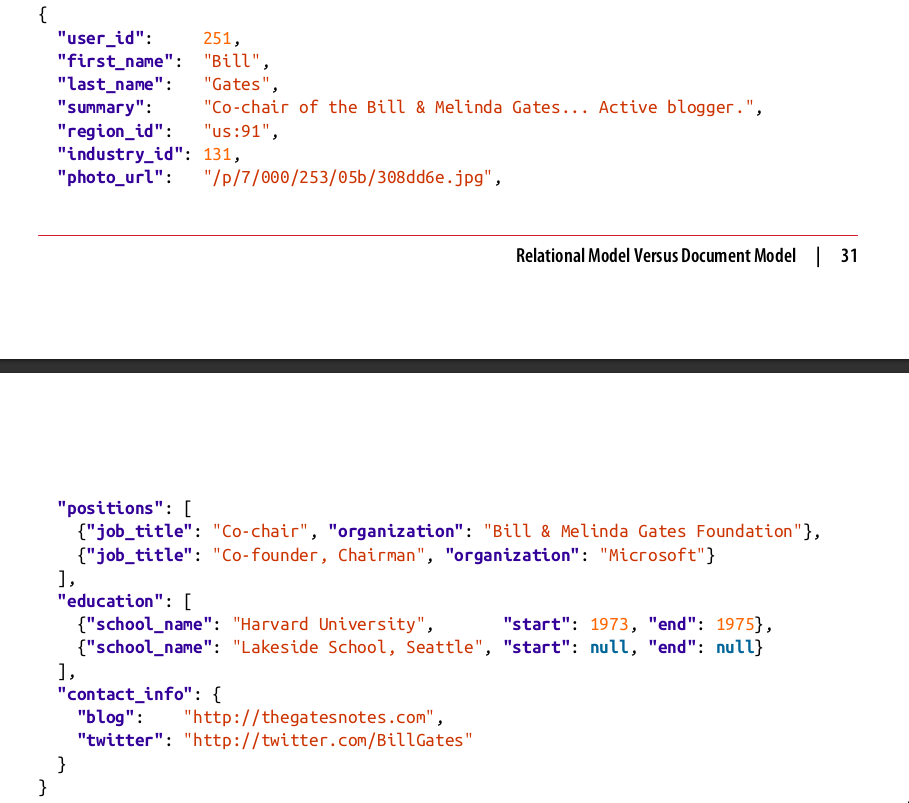 {
  "user_id":     251,
  "first_name":  "Bill",
  "last_name":   "Gates",
  "summary":     "Co-chair of the Bill & Melinda Gates... Active blogger.",
  "region_id":   "us:91",
  "industry_id": 131,
  "photo_url":   "/p/7/000/253/05b/308dd6e.jpg",
Relational Model Versus Document Model | 31
  "positions": [
    {"job_title": "Co-chair", "organization": "Bill & Melinda Gates Foundation"},
    {"job_title": "Co-founder, Chairman", "organization": "Microsoft"}
  ],
  "education": [
    {"school_name": "Harvard University",       "start": 1973, "end": 1975},
    {"school_name": "Lakeside School, Seattle", "start": null, "end": null}
  ],
  "contact_info": {
    "blog":    "http://thegatesnotes.com",
    "twitter": "http://twitter.com/BillGates"
  }
}